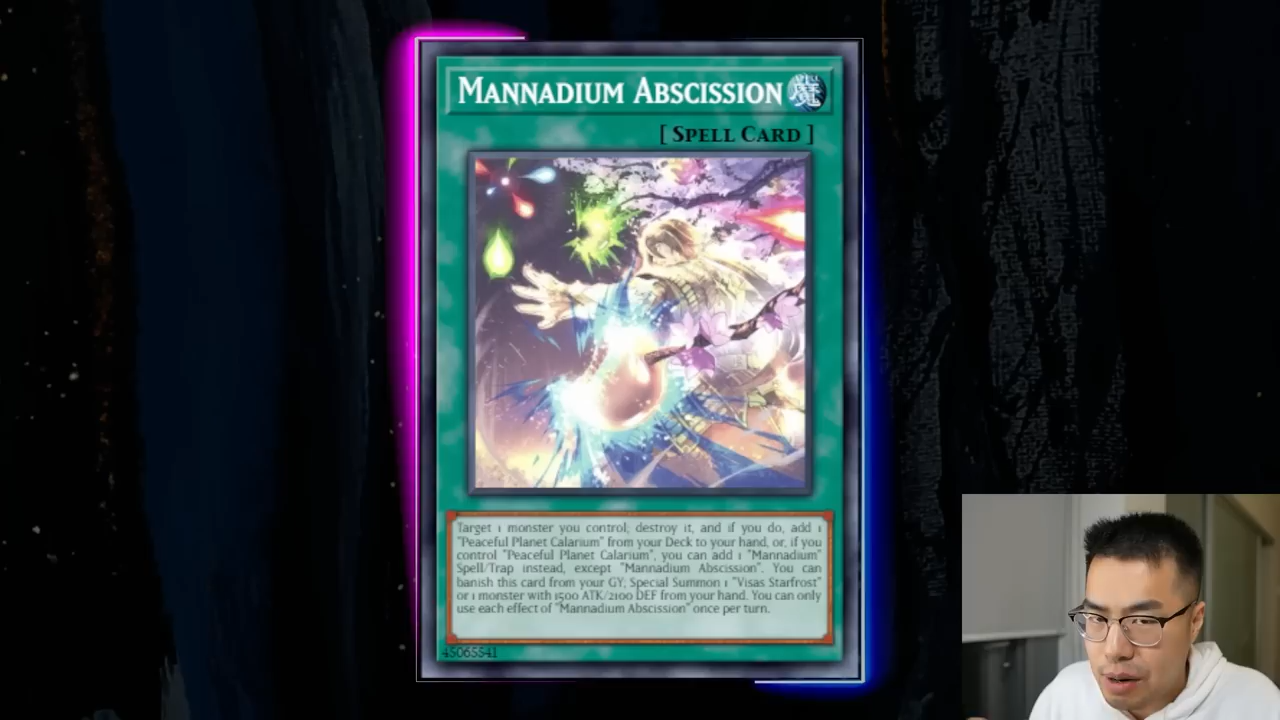 MANNADIUM ABSCISSION 魔
[ SPELL CARD ]
Target 1 monster you control; destroy it, and if you do, add 1
"Peaceful Planet Calarium" from your Deck to your hand, or, if you
control "Peaceful Planet Calarium", you can add 1 "Mannadium"
Spell/Trap instead, except "Mannadium Abscission". You can
banish this card from your GY; Special Summon 1 "Visas Starfrost"
or 1 monster with 1500 ATK/2100 DEF from your hand. You can only
use each effect of "Mannadium Abscission" once per turn.
45065541